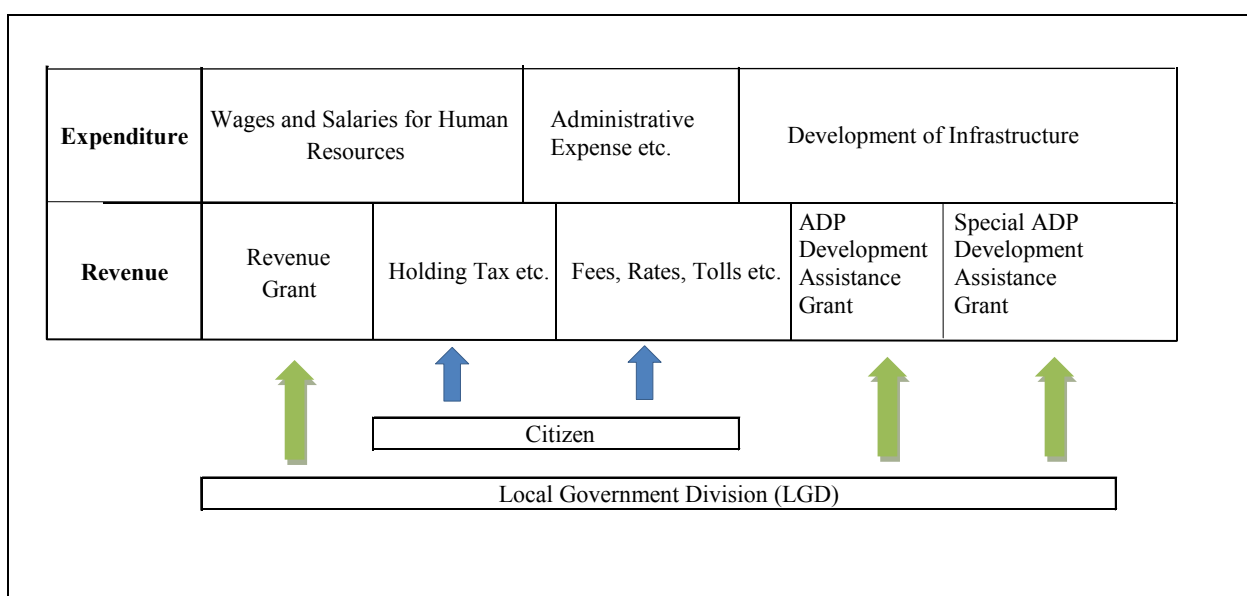 Expenditure
Wages and Salaries for Human
Resources
Administrative
Expense etc.
Development of Infrastructure
Revenue
Revenue
Grant
Holding Tax etc.
Fees, Rates, Tolls etc.
ADP
Development
Assistance
Grant
Special ADP
Development
Assistance
Grant
Citizen
Local Government Division (LGD)